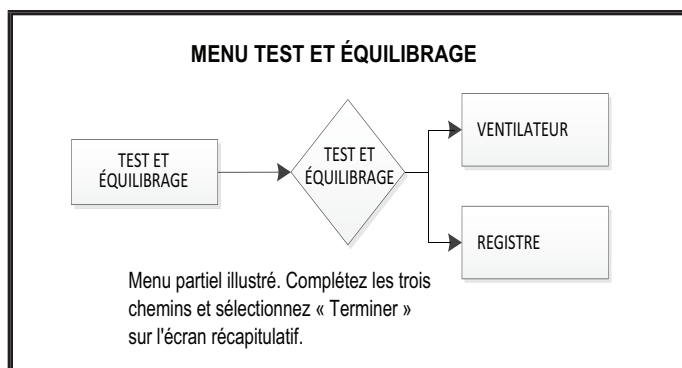 MENU TEST ET ÉQUILIBRAGE
TEST ET
ÉQUILIBRAGE
TEST ET
ÉQUILIBRAGE
VENTILATEUR
REGISTRE
Menu partiel illustré. Complétez les trois
chemins et sélectionnez « Terminer »
sur l'écran récapitulatif.